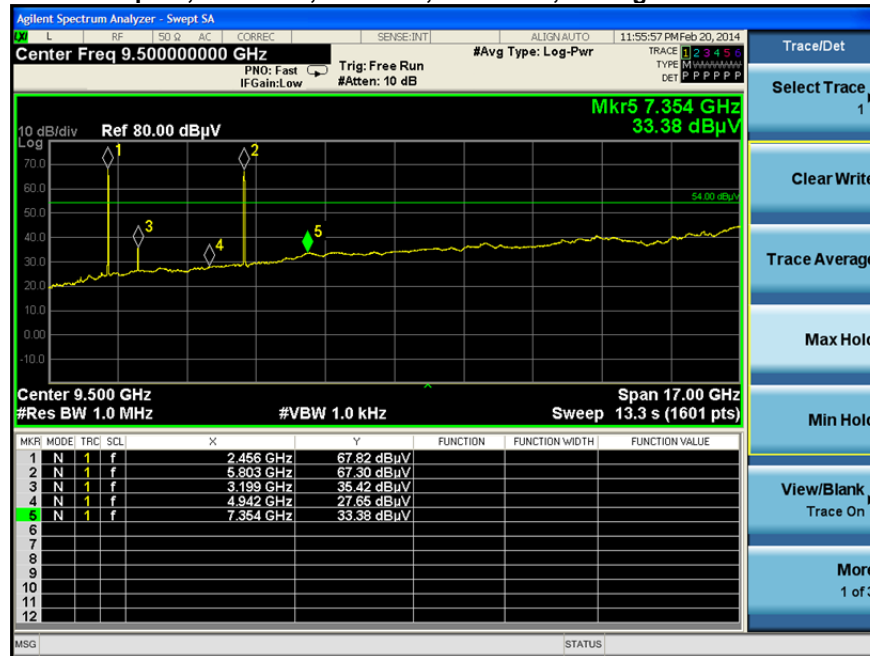 Agilent Spectrum Analyzer - Swept SA
LXI L RF 50 Ω AC CORREC SENSE:INT ALIGN AUTO 11:55:57 PM Feb 20, 2014
Center Freq 9.500000000 GHz
PNO: Fast
IFGain:Low
Trig: Free Run
#Atten: 10 dB
#Avg Type: Log-Pwr
TRACE 1 2 3 4 5 6
TYPE M W W W W W
DET P P P P P P
Mkr5 7.354 GHz
33.38 dBµV
10 dB/div Ref 80.00 dBµV
Log
70.0
60.0
50.0
40.0
30.0
20.0
10.0
0.00
-10.0
1
2
3
4
5
54.00 dBµV
Center 9.500 GHz Span 17.00 GHz
#Res BW 1.0 MHz #VBW 1.0 kHz Sweep 13.3 s (1601 pts)
MKR MODE TRC SCL X Y FUNCTION FUNCTION WIDTH FUNCTION VALUE
1 N 1 f 2.456 GHz 67.82 dBµV
2 N 1 f 5.803 GHz 67.30 dBµV
3 N 1 f 3.199 GHz 35.42 dBµV
4 N 1 f 4.942 GHz 27.65 dBµV
5 N 1 f 7.354 GHz 33.38 dBµV
6
7
8
9
10
11
12
MSG STATUS
Trace/Det
Select Trace
1
Clear Write
Trace Average
Max Hold
Min Hold
View/Blank
Trace On
More
1 of 3